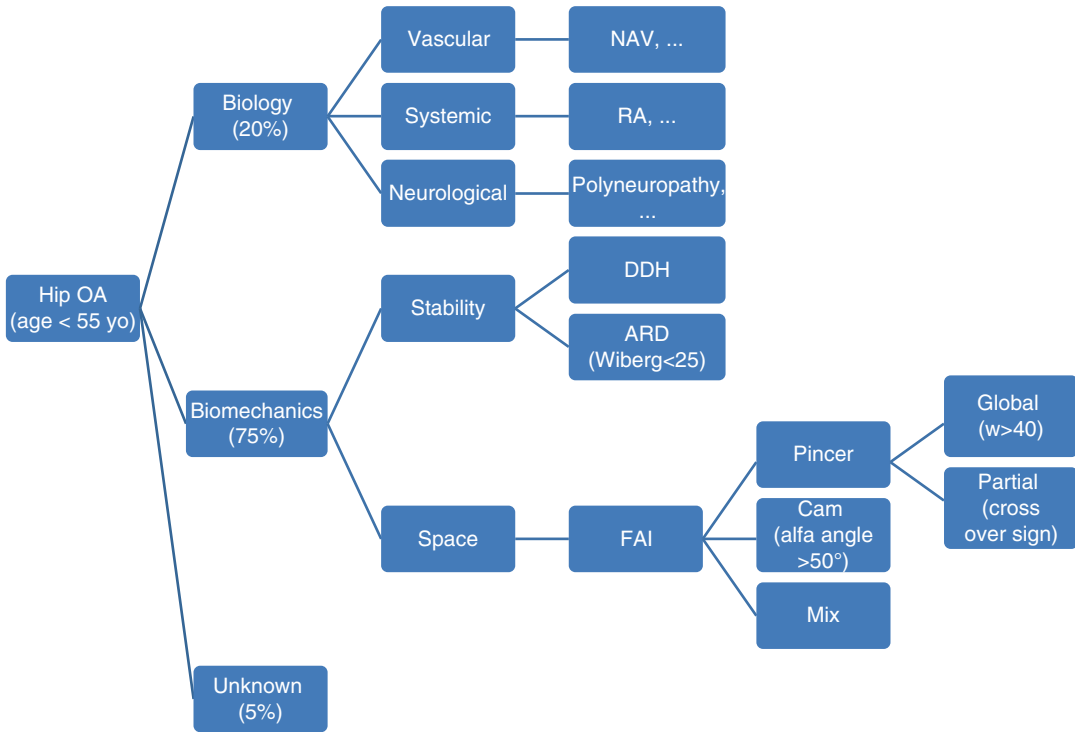 Hip OA
(age < 55 yo)
Biology
(20%)
Vascular
NAV, ...
Systemic
RA, ...
Neurological
Polyneuropathy,
...
Biomechanics
(75%)
Stability
DDH
ARD
(Wiberg<25)
Space
FAI
Pincer
Global
(w>40)
Partial
(cross
over sign)
Cam
(alfa angle
>50°)
Mix
Unknown
(5%)